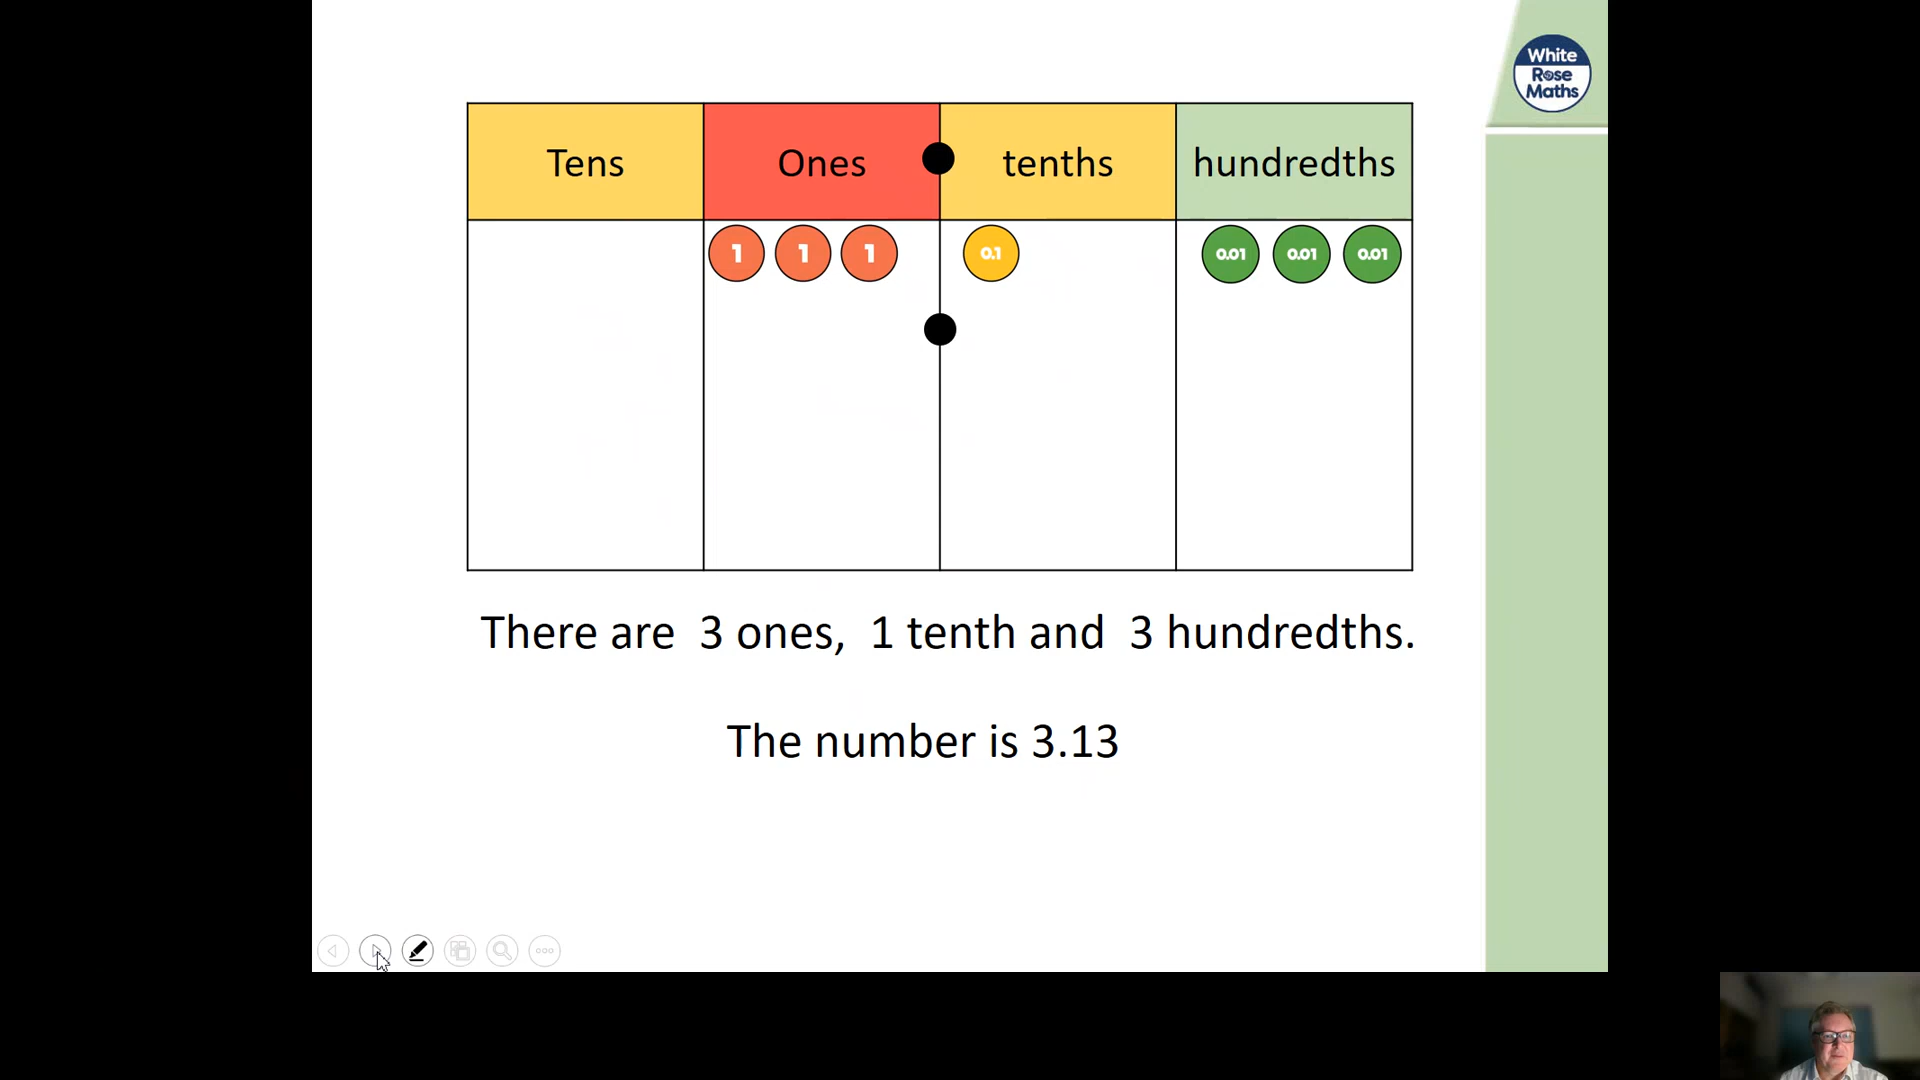 White
Rose
Maths
Tens Ones tenths hundredths
1 1 1 0.1 0.01 0.01 0.01
There are 3 ones, 1 tenth and 3 hundredths.
The number is 3.13